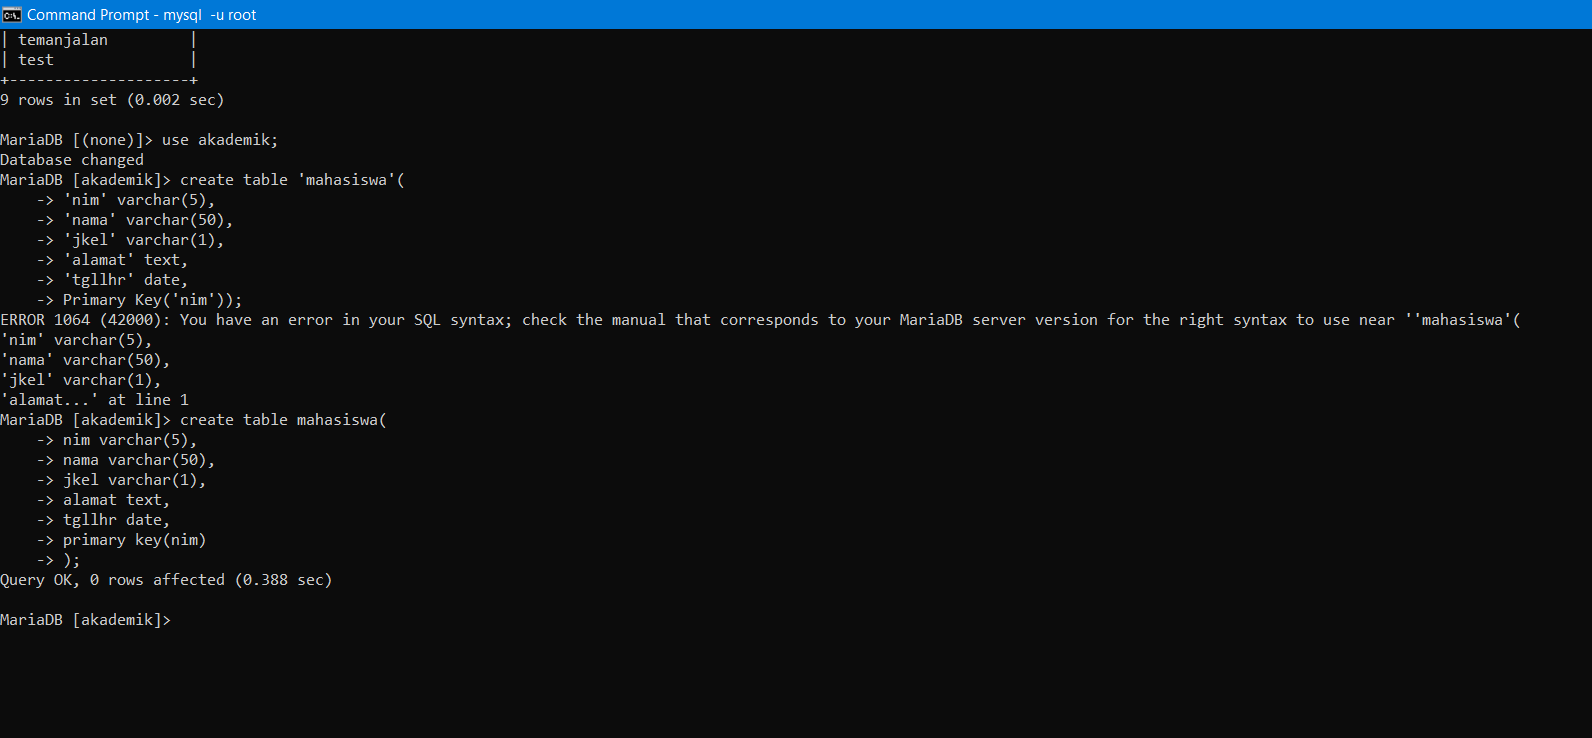 Command Prompt - mysql  -u root
| temanjalan         |
| test               |
+--------------------+
9 rows in set (0.002 sec)

MariaDB [(none)]> use akademik;
Database changed
MariaDB [akademik]> create table 'mahasiswa'(
    -> 'nim' varchar(5),
    -> 'nama' varchar(50),
    -> 'jkel' varchar(1),
    -> 'alamat' text,
    -> 'tgllhr' date,
    -> Primary Key('nim'));
ERROR 1064 (42000): You have an error in your SQL syntax; check the manual that corresponds to your MariaDB server version for the right syntax to use near ''mahasiswa'(
'nim' varchar(5),
'nama' varchar(50),
'jkel' varchar(1),
'alamat...' at line 1
MariaDB [akademik]> create table mahasiswa(
    -> nim varchar(5),
    -> nama varchar(50),
    -> jkel varchar(1),
    -> alamat text,
    -> tgllhr date,
    -> primary key(nim)
    -> );
Query OK, 0 rows affected (0.388 sec)

MariaDB [akademik]>